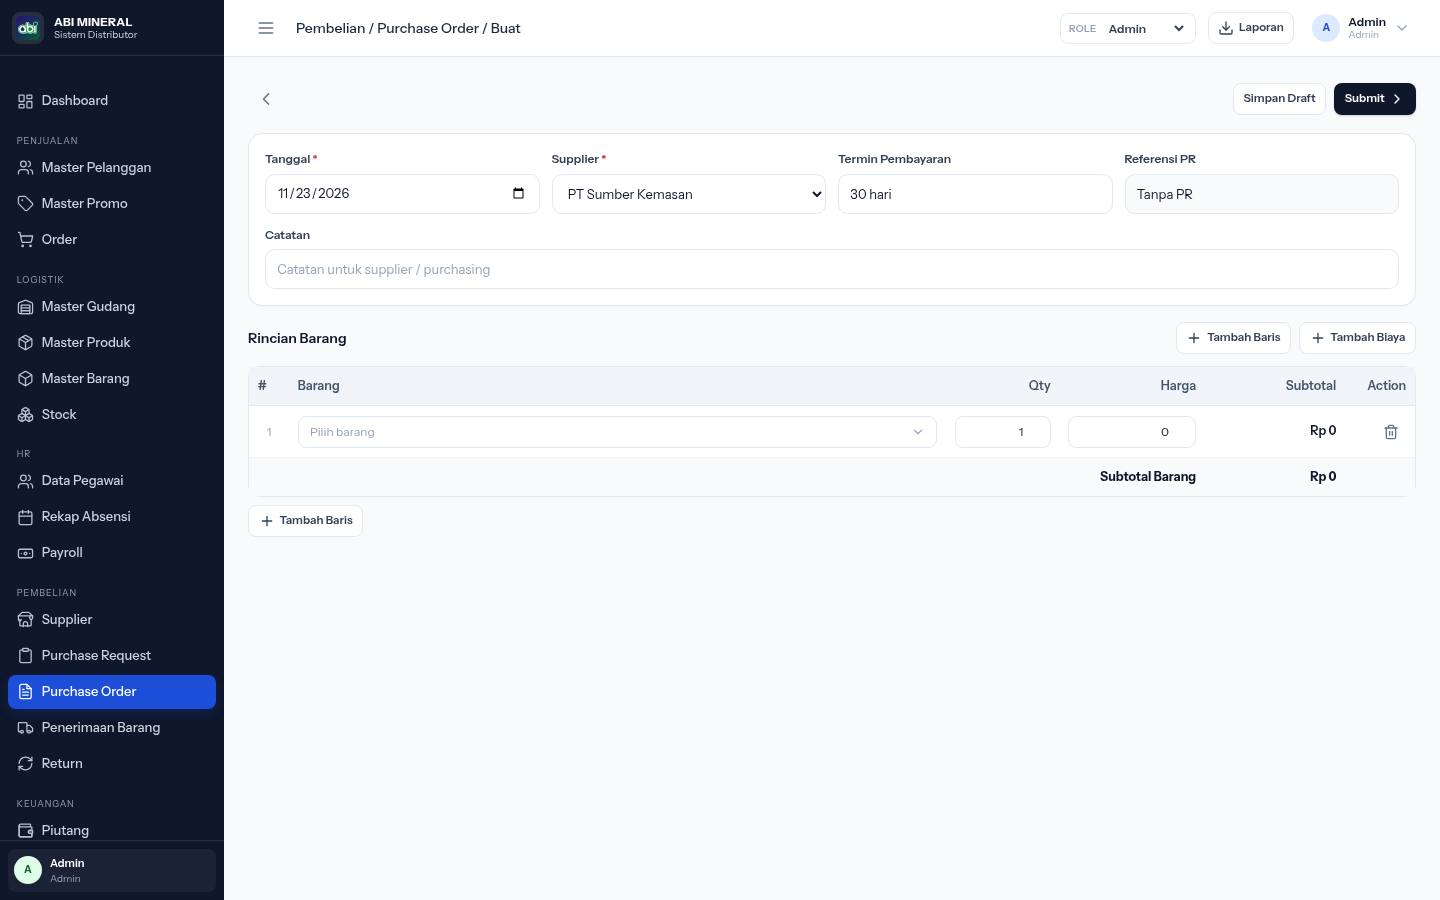 abi
ABI MINERAL
Sistem Distributor
Dashboard
PENJUALAN
Master Pelanggan
Master Promo
Order
LOGISTIK
Master Gudang
Master Produk
Master Barang
Stock
HR
Data Pegawai
Rekap Absensi
Payroll
PEMBELIAN
Supplier
Purchase Request
Purchase Order
Penerimaan Barang
Return
KEUANGAN
Piutang
A
Admin
Admin
Pembelian / Purchase Order / Buat
ROLE Admin
Laporan
A
Admin
Admin
Simpan Draft
Submit
Tanggal *
Supplier *
Termin Pembayaran
Referensi PR
11/23/2026
PT Sumber Kemasan
30 hari
Tanpa PR
Catatan
Catatan untuk supplier / purchasing
Rincian Barang
Tambah Baris
Tambah Biaya
# Barang Qty Harga Subtotal Action
1 Pilih barang 1 0 Rp 0
Subtotal Barang Rp 0
Tambah Baris